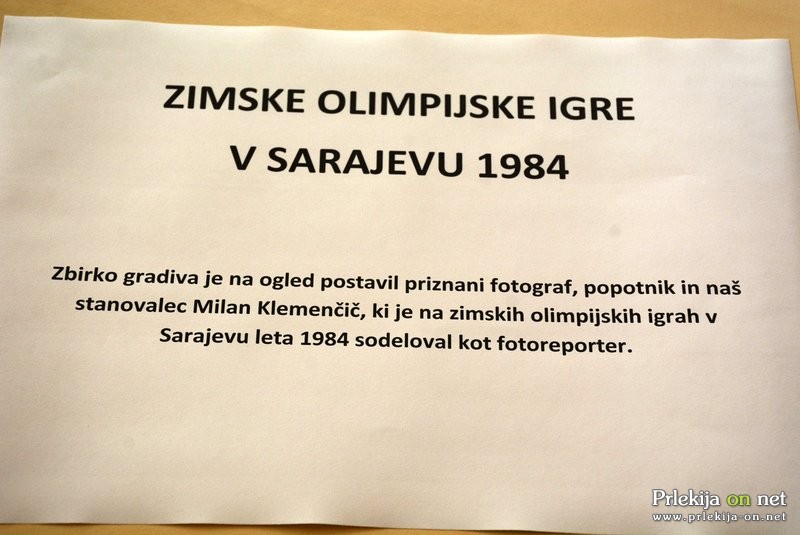 ZIMSKE OLIMPIJSKE IGRE
V SARAJEVU 1984
Zbirko gradiva je na ogled postavil priznani fotograf, popotnik in naš
stanovalec Milan Klemenčič, ki je na zimskih olimpijskih igrah v
Sarajevu leta 1984 sodeloval kot fotoreporter.
Prlekija on net
www.prlekija-on.net